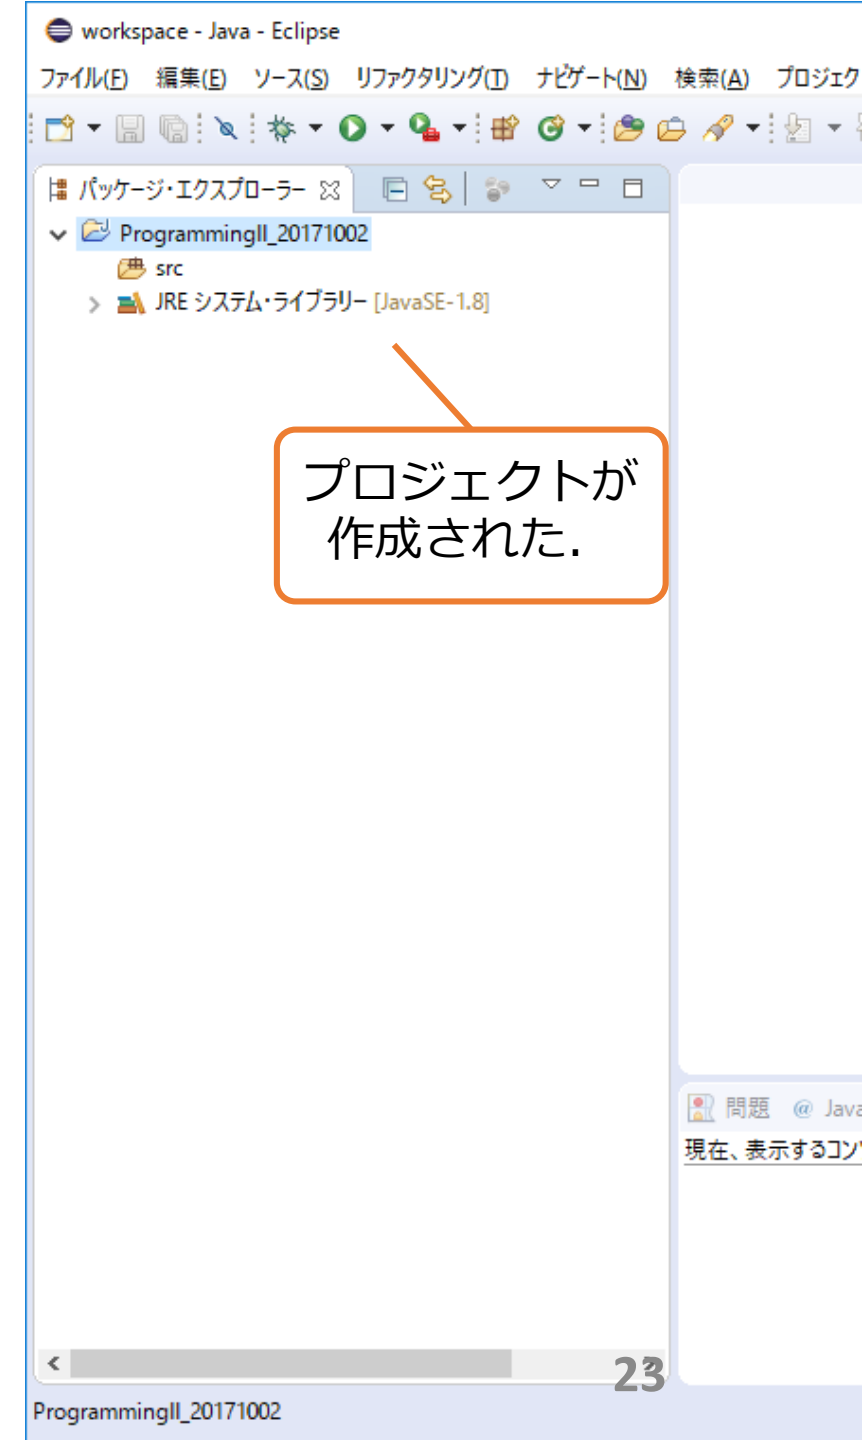 workspace - Java - Eclipse
ファイル(F) 編集(E) ソース(S) リファクタリング(T) ナビゲート(N) 検索(A) プロジェク
パッケージ・エクスプローラー
ProgrammingII_20171002
src
JRE システム・ライブラリー [JavaSE-1.8]
プロジェクトが
作成された.
問題 @ Java
現在、表示するコン
23
ProgrammingII_20171002